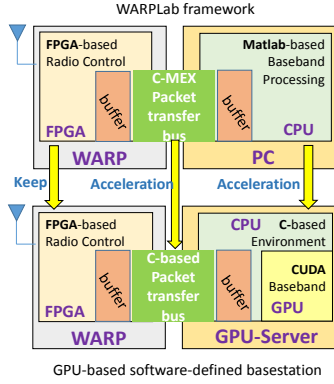 WARPLab framework
FPGA-based
Radio Control
FPGA
buffer
WARP
C-MEX
Packet
transfer
bus
buffer
Matlab-based
Baseband
Processing
CPU
PC
Keep
Acceleration
Acceleration
FPGA-based
Radio Control
FPGA
buffer
WARP
C-based
Packet
transfer
bus
buffer
CPU C-based
Environment
CUDA
Baseband
GPU
GPU-Server
GPU-based software-defined basestation